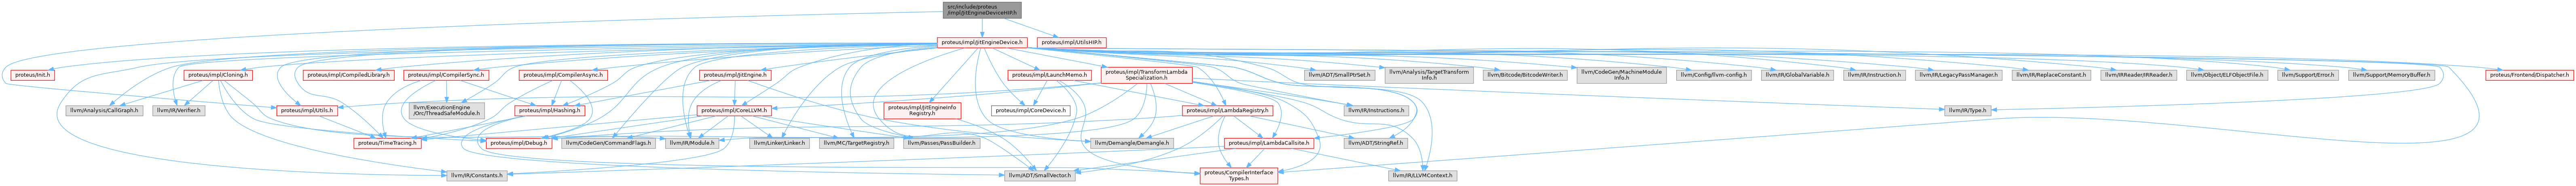 src/include/proteus
/impl/JitEngineDeviceHIP.h
proteus/impl/JitEngineDevice.h
proteus/impl/UtilsHIP.h
proteus/Init.h
proteus/impl/Cloning.h
proteus/impl/CompiledLibrary.h
proteus/impl/CompilerSync.h
proteus/impl/CompilerAsync.h
proteus/impl/JitEngine.h
proteus/impl/LaunchMemo.h
proteus/impl/TransformLambda
Specialization.h
llvm/ADT/SmallPtrSet.h
llvm/Analysis/TargetTransform
Info.h
llvm/Bitcode/BitcodeWriter.h
llvm/CodeGen/MachineModule
Info.h
llvm/Config/llvm-config.h
llvm/IR/GlobalVariable.h
llvm/IR/Instruction.h
llvm/IR/LegacyPassManager.h
llvm/IR/ReplaceConstant.h
llvm/IRReader/IRReader.h
llvm/Object/ELFObjectFile.h
llvm/Support/Error.h
llvm/Support/MemoryBuffer.h
proteus/Frontend/Dispatcher.h
llvm/Analysis/CallGraph.h
llvm/IR/Verifier.h
proteus/impl/Utils.h
llvm/ExecutionEngine
/Orc/ThreadSafeModule.h
proteus/impl/Hashing.h
proteus/impl/CoreLLVM.h
proteus/impl/JitEngineInfo
Registry.h
proteus/impl/CoreDevice.h
proteus/impl/LambdaRegistry.h
llvm/IR/Instructions.h
llvm/IR/Type.h
proteus/TimeTracing.h
proteus/impl/Debug.h
llvm/CodeGen/CommandFlags.h
llvm/IR/Module.h
llvm/Linker/Linker.h
llvm/MC/TargetRegistry.h
llvm/Passes/PassBuilder.h
llvm/Demangle/Demangle.h
proteus/impl/LambdaCallsite.h
llvm/ADT/StringRef.h
llvm/IR/Constants.h
llvm/ADT/SmallVector.h
proteus/CompilerInterface
Types.h
llvm/IR/LLVMContext.h